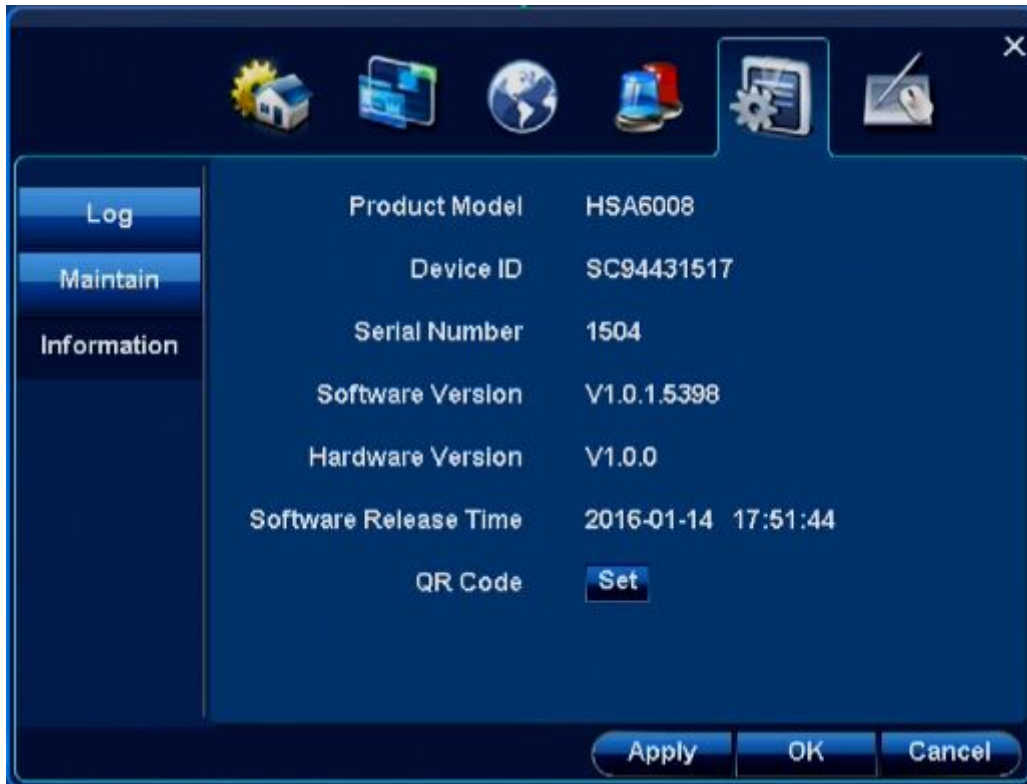 Log
Maintain
Information
Product Model HSA6008
Device ID SC94431517
Serial Number 1504
Software Version V1.0.1.5398
Hardware Version V1.0.0
Software Release Time 2016-01-14 17:51:44
QR Code Set
Apply OK Cancel